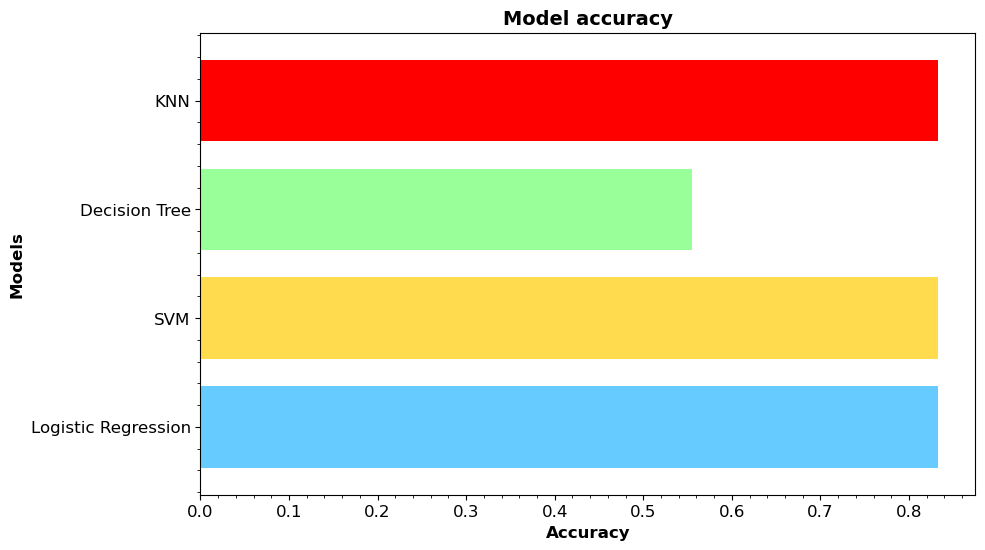 Model accuracy
Models
KNN
Decision Tree
SVM
Logistic Regression
0.0 0.1 0.2 0.3 0.4 0.5 0.6 0.7 0.8
Accuracy